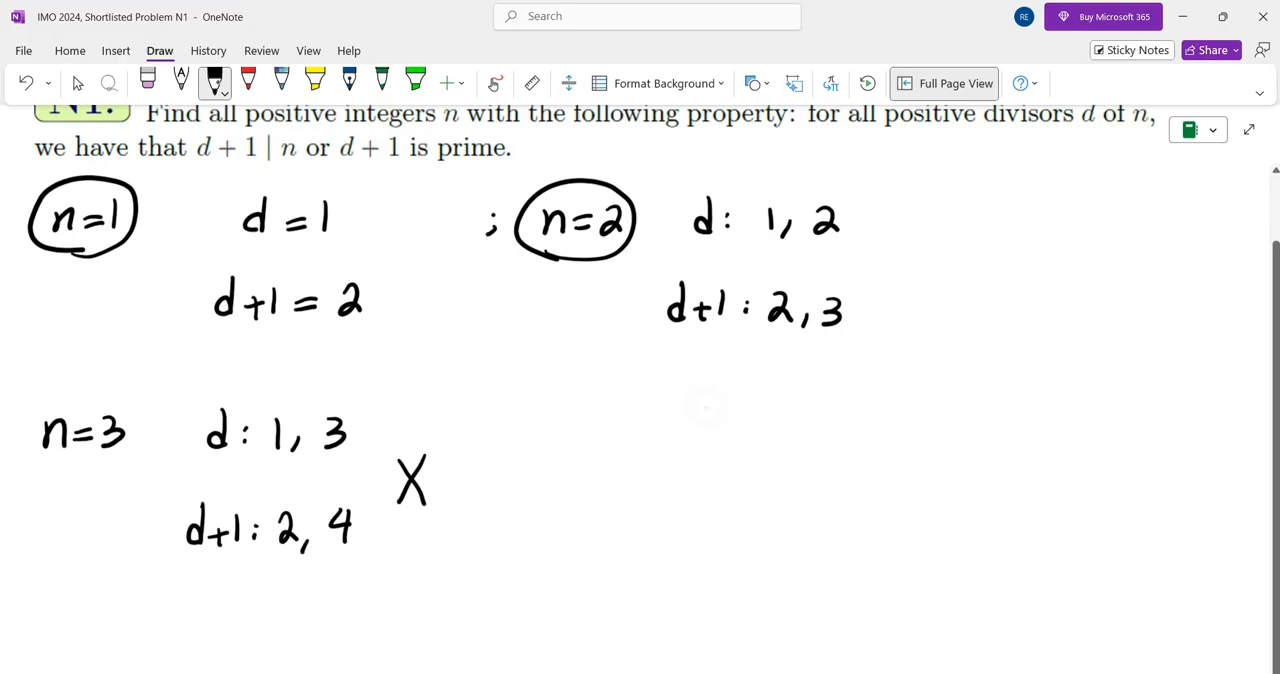 IMO 2024, Shortlisted Problem N1 - OneNote
Search
RE
Buy Microsoft 365
File Home Insert Draw History Review View Help
Sticky Notes
Share
Format Background
Full Page View
N1. Find all positive integers n with the following property: for all positive divisors d of n,
we have that d + 1 | n or d + 1 is prime.
n=1 d = 1 ; n=2 d: 1, 2
d+1 = 2 d+1: 2, 3
n=3 d: 1, 3
X
d+1: 2, 4